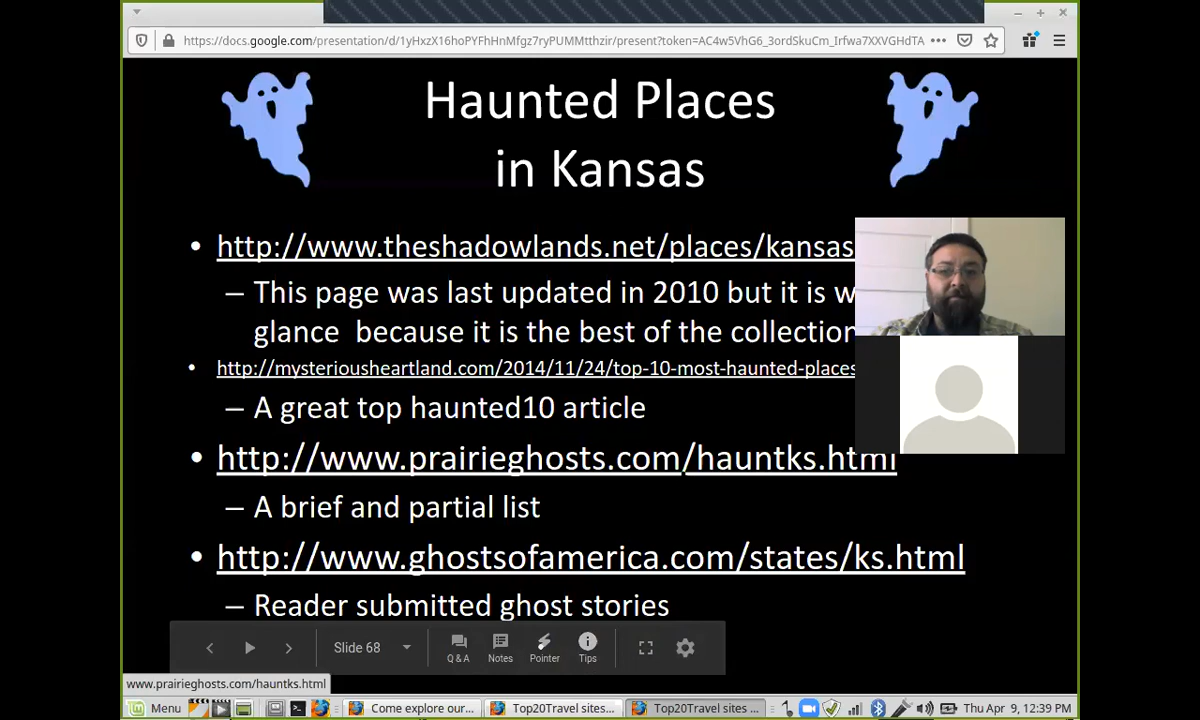 https://docs.google.com/presentation/d/1yHxzX16hoPYFhHnMfgz7ryPUMMtthzir/present?token=AC4w5VhG6_3ordSkuCm_Irfwa7XXVGHdTA
Haunted Places
in Kansas
• http://www.theshadowlands.net/places/kansas
– This page was last updated in 2010 but it is w
glance because it is the best of the collection
• http://mysteriousheartland.com/2014/11/24/top-10-most-haunted-places
– A great top haunted10 article
• http://www.prairieghosts.com/hauntks.html
– A brief and partial list
• http://www.ghostsofamerica.com/states/ks.html
– Reader submitted ghost stories
Slide 68
Q & A
Notes
Pointer
Tips
www.prairieghosts.com/hauntks.html
Menu
Come explore our...
Top20Travel sites...
Top20Travel sites ...
Thu Apr 9, 12:39 PM